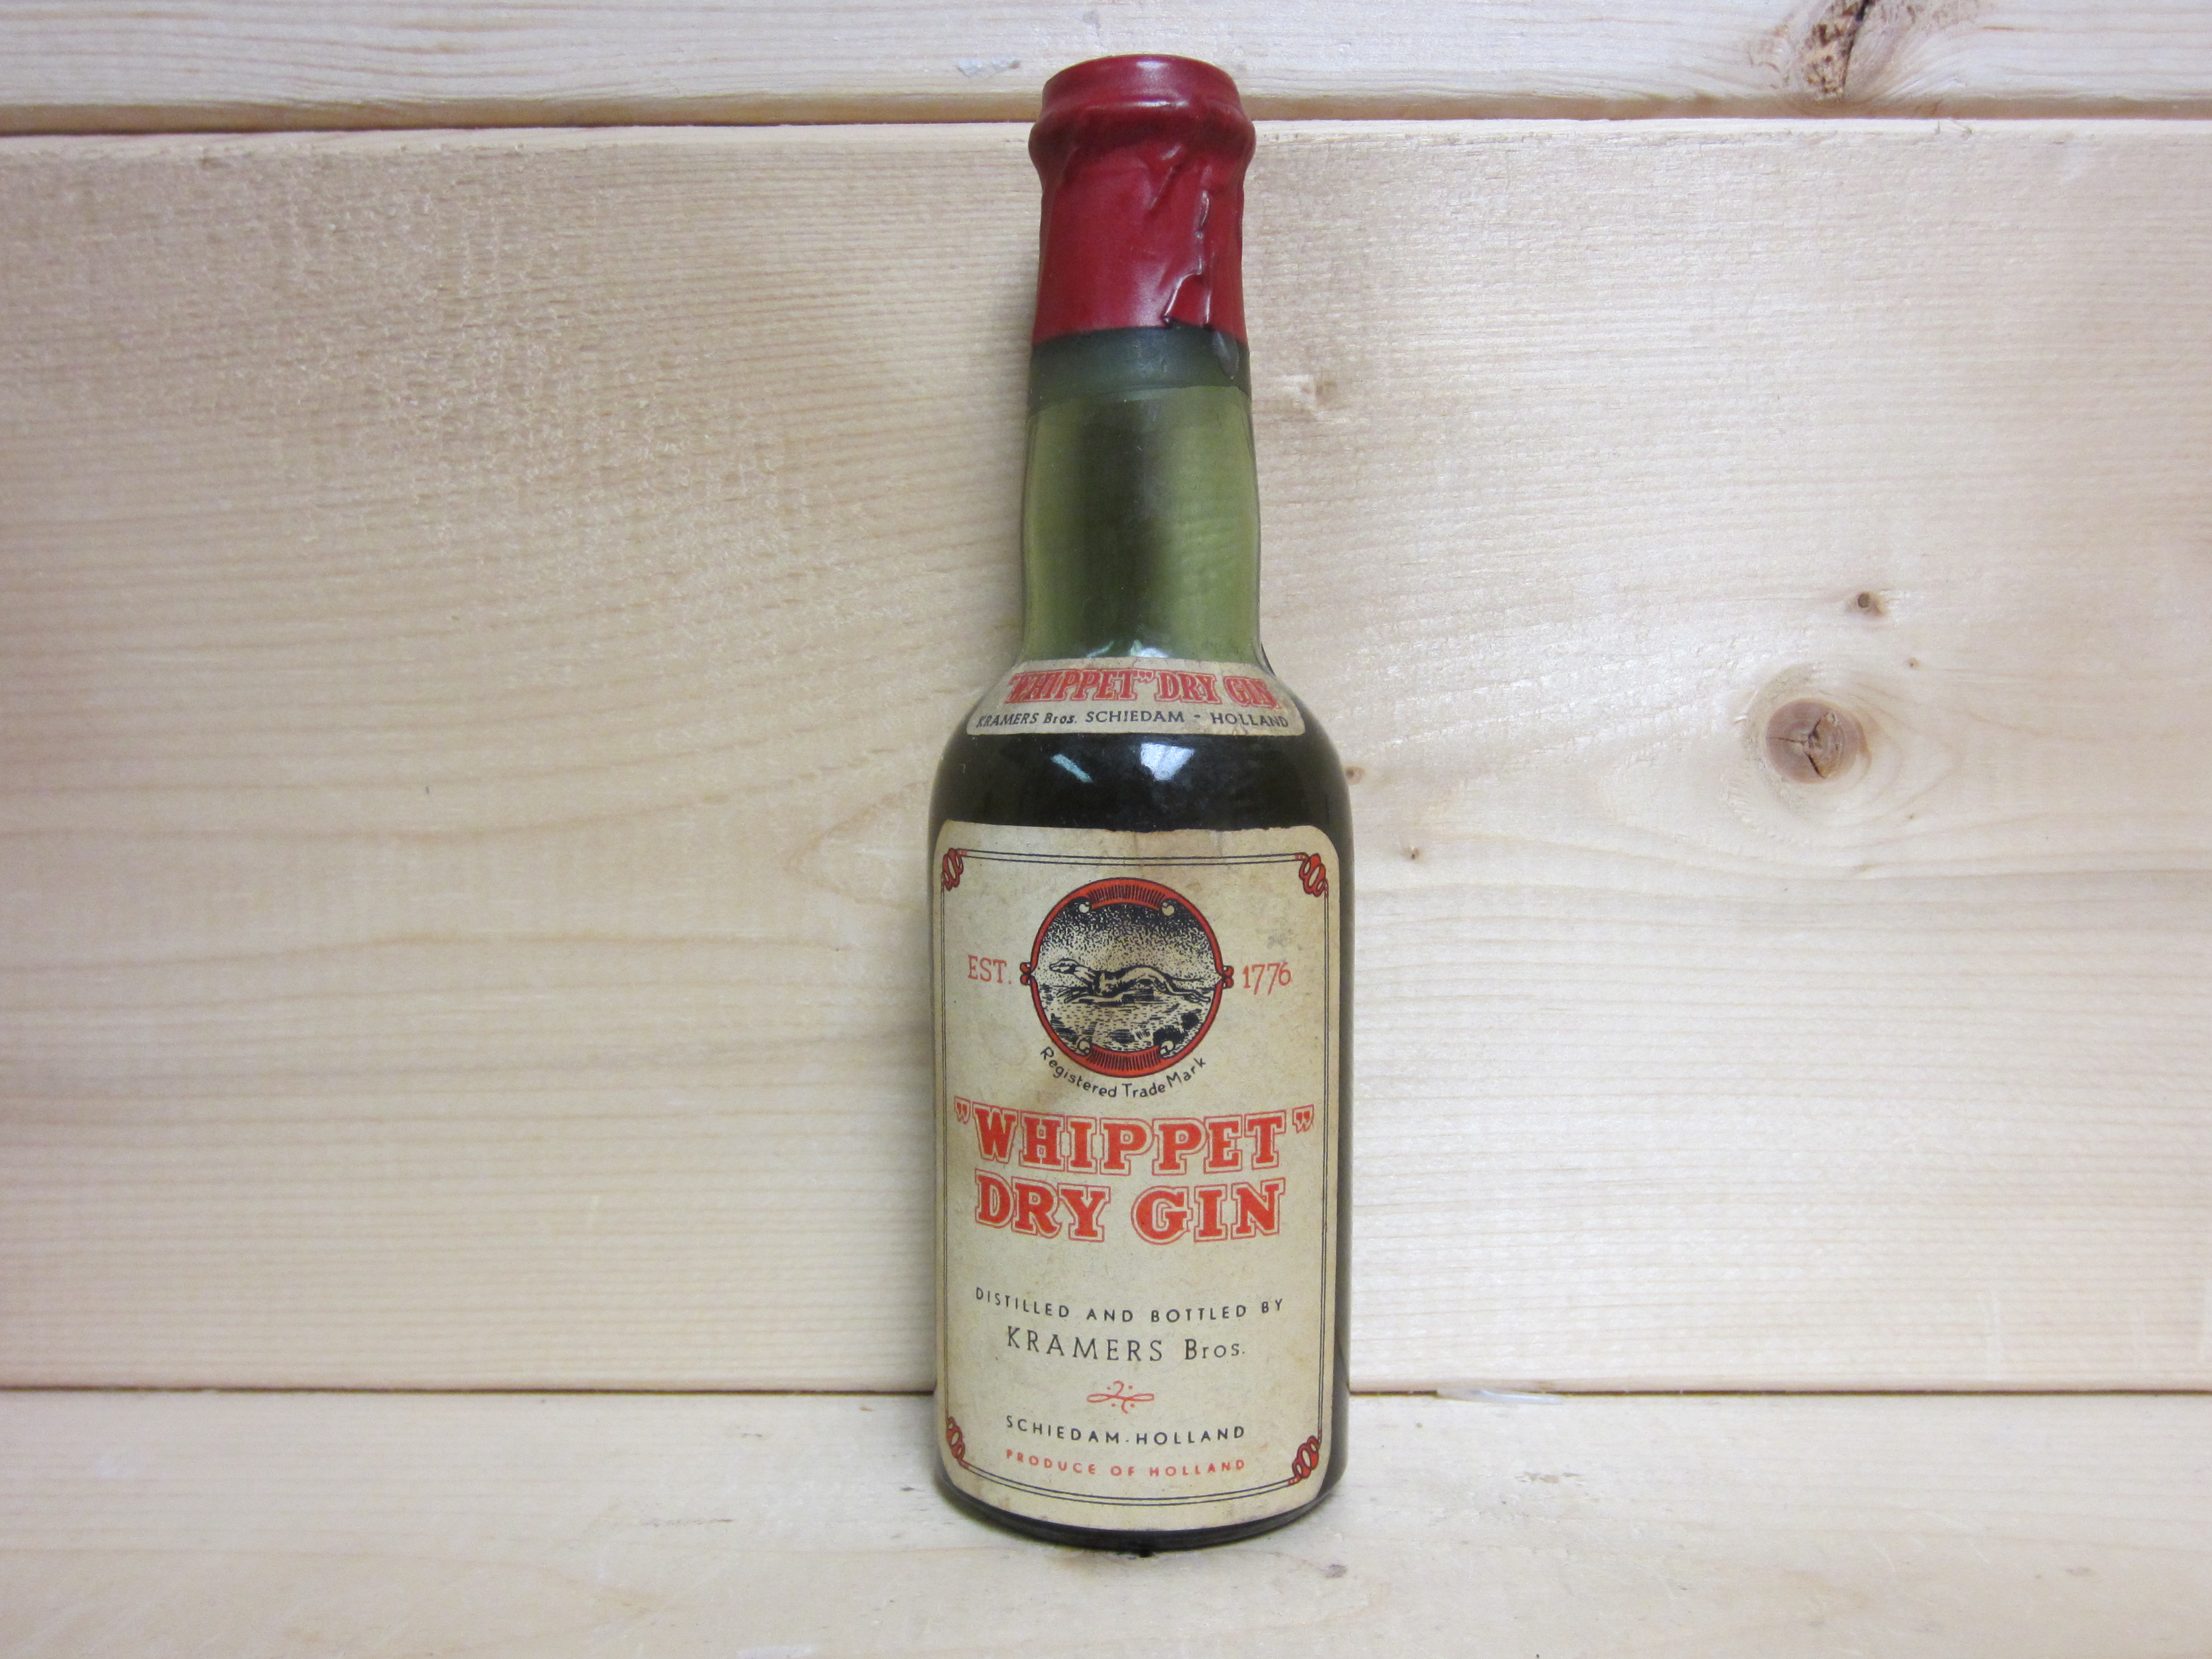 "WHIPPET" DRY GIN
KRAMERS Bros. SCHIEDAM - HOLLAND
EST. 1776
Registered Trade Mark
"WHIPPET"
DRY GIN
DISTILLED AND BOTTLED BY
KRAMERS Bros.
SCHIEDAM-HOLLAND
PRODUCE OF HOLLAND